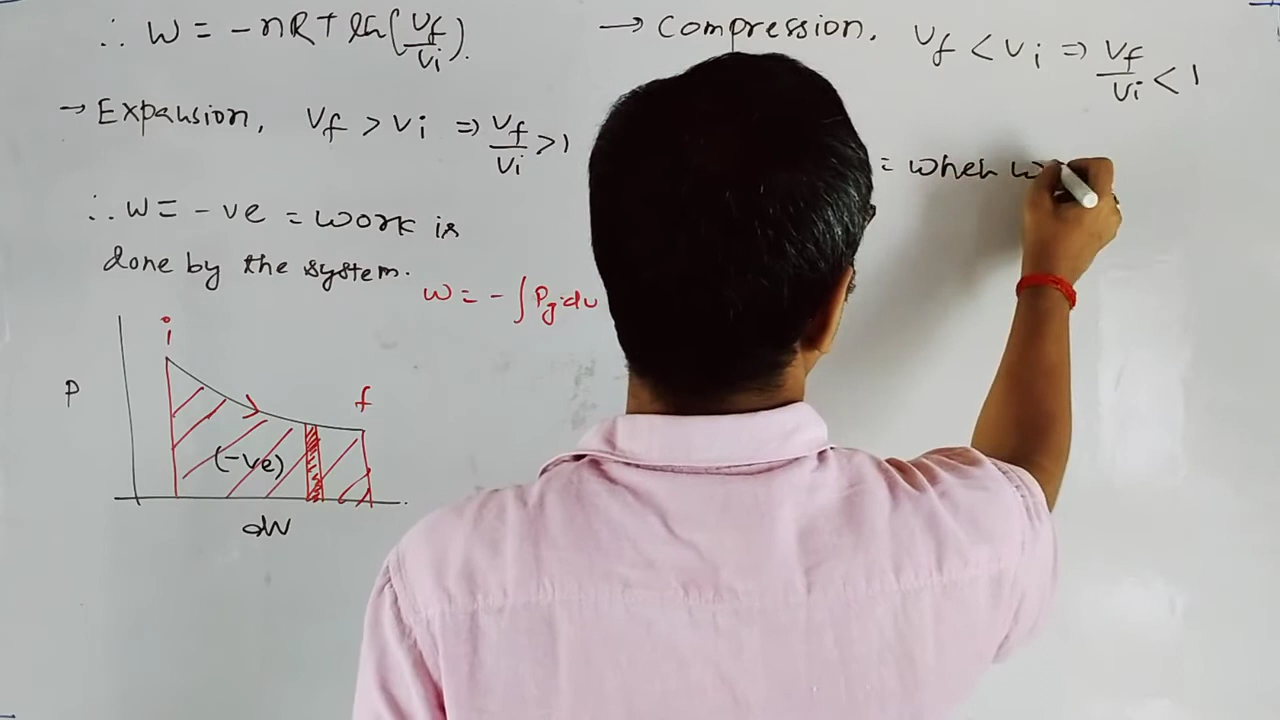 ∴ W = -nRT ln(Vf/Vi).
→ Expansion, Vf > Vi ⇒ Vf/Vi > 1
∴ W = -ve = work is
done by the system.
W = - ∫ Pg.dv
i
P
f
(-ve)
dW
→ Compression, Vf < Vi ⇒ Vf/Vi < 1
= when